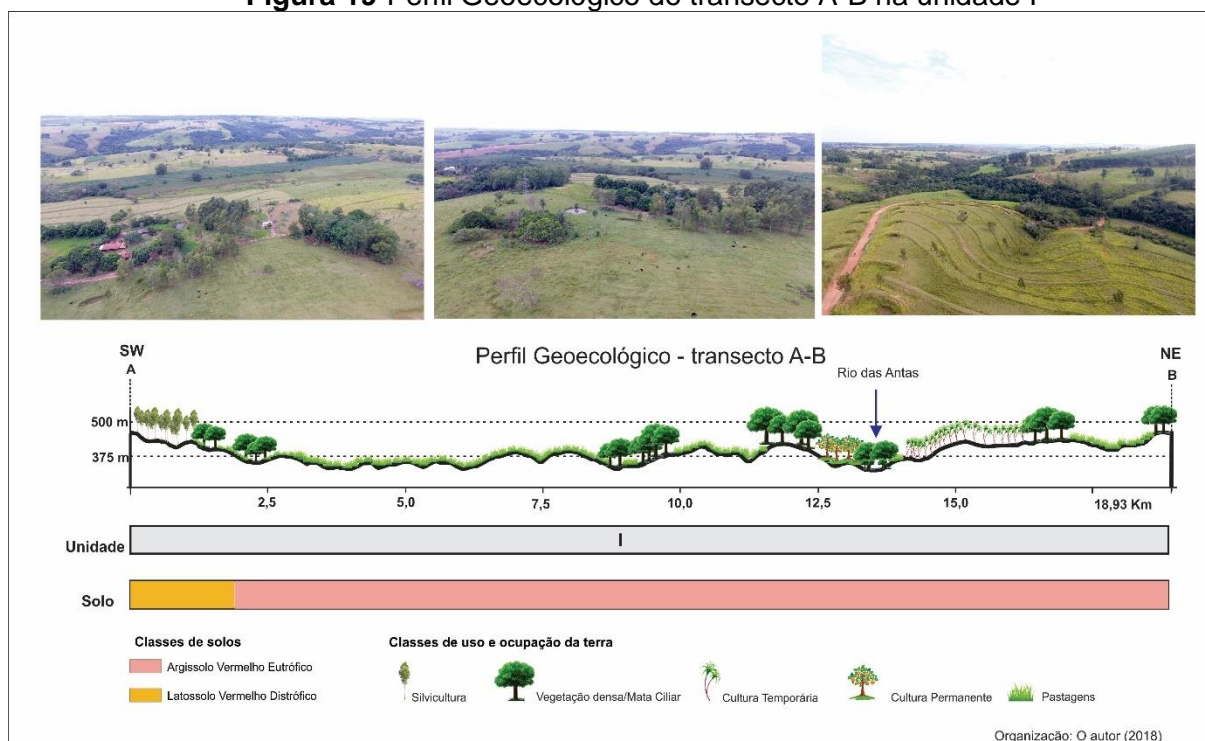 Figura 19 Perfil Geoecológico do transecto A-B na unidade I
SW
A
Perfil Geoecológico - transecto A-B
NE
B
Rio das Antas
500 m
375 m
2,5 5,0 7,5 10,0 12,5 15,0 18,93 Km
Unidade I
Solo
Classes de solos
Argissolo Vermelho Eutrófico
Latossolo Vermelho Distrófico
Classes de uso e ocupação da terra
Silvicultura Vegetação densa/Mata Ciliar Cultura Temporária Cultura Permanente Pastagens
Organização: O autor (2018)